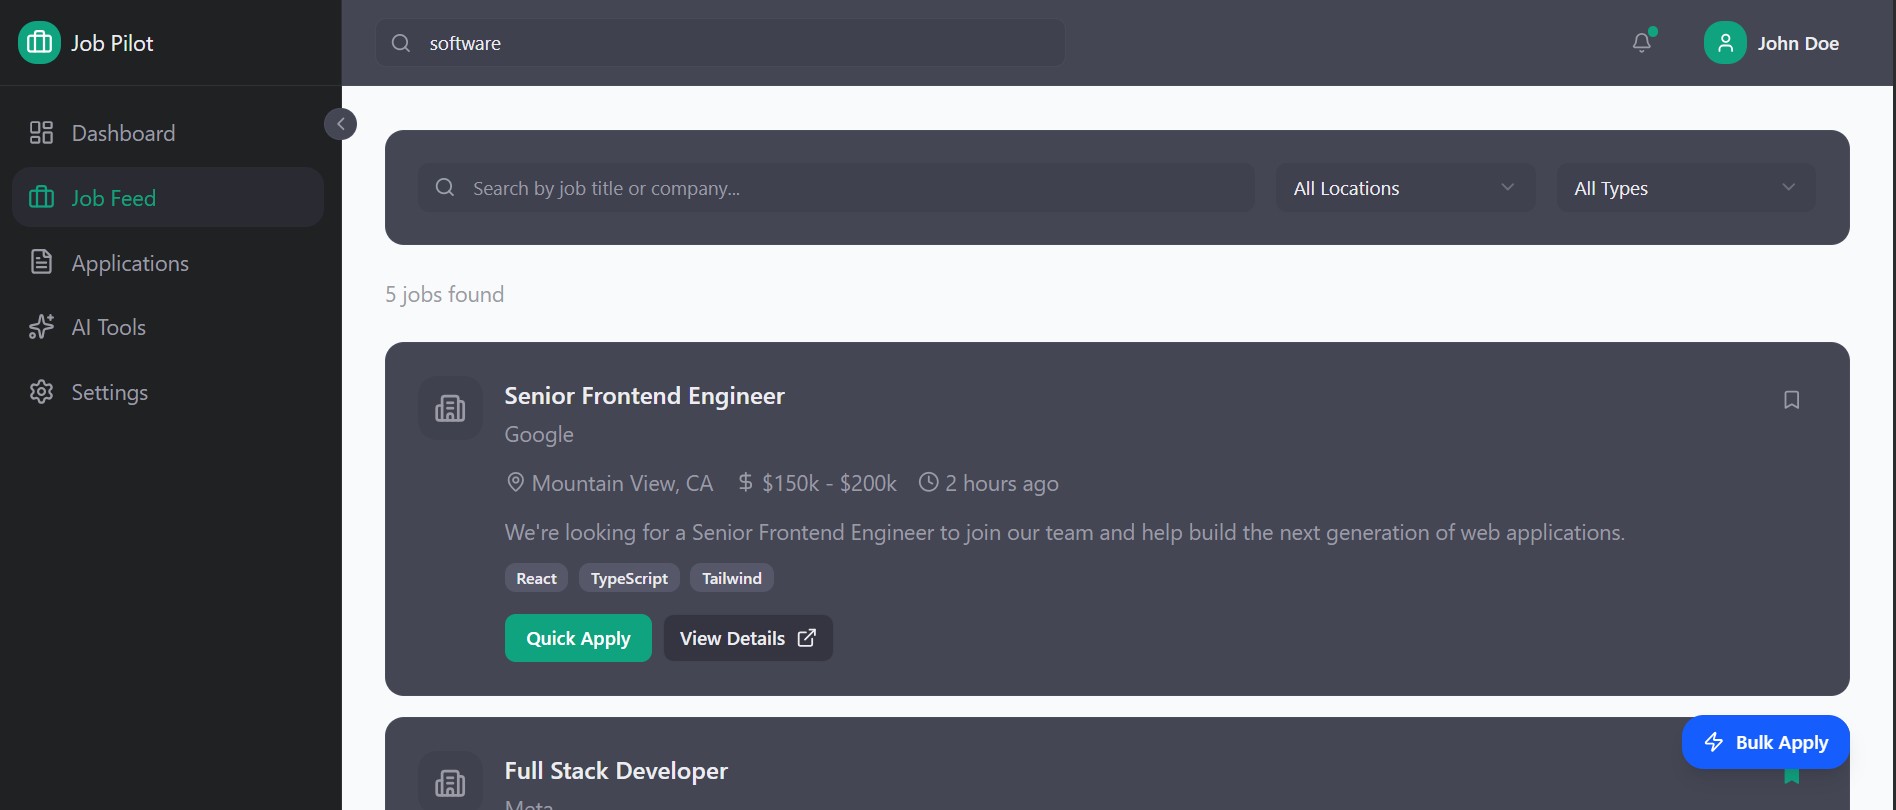 Job Pilot
software
John Doe
Dashboard
Job Feed
Applications
AI Tools
Settings
Search by job title or company...
All Locations
All Types
5 jobs found
Senior Frontend Engineer
Google
Mountain View, CA $ $150k - $200k 2 hours ago
We're looking for a Senior Frontend Engineer to join our team and help build the next generation of web applications.
React TypeScript Tailwind
Quick Apply View Details
Bulk Apply
Full Stack Developer
Meta